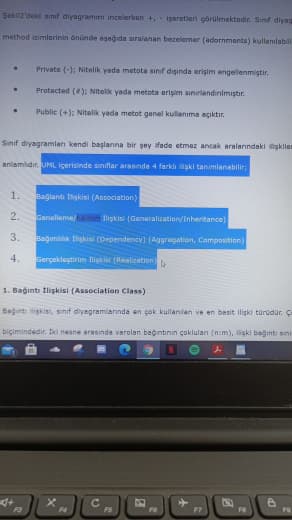 Şekil2'deki sınıf diyagramını incelerken +, - işaretleri görülmektedir. Sınıf diyag
method isimlerinin önünde aşağıda sıralanan bezelemer (adornments) kullanılabili
• Private (-): Nitelik yada metota sınıf dışında erişim engellenmiştir.
• Protected (#): Nitelik yada metota erişim sınırlandırılmıştır.
• Public (+): Nitelik yada metot genel kullanıma açıktır.
Sınıf diyagramları kendi başlarına bir şey ifade etmez ancak aralarındaki ilişkile
anlamlıdır. UML içerisinde sınıflar arasında 4 farklı ilişki tanımlanabilir:
1. Bağlantı İlişkisi (Association)
2. Genelleme/Kalıtım İlişkisi (Generalization/Inheritance)
3. Bağımlılık İlişkisi (Dependency) (Aggregation, Composition)
4. Gerçekleştirim İlişkisi (Realization)
1. Bağıntı İlişkisi (Association Class)
Bağıntı ilişkisi, sınıf diyagramlarında en çok kullanılan ve en basit ilişki türüdür. Ç
biçimindedir. İki nesne arasında varolan bağıntının çokluları (n:m), ilişki bağıntı sını
F3 F4 F5 F6 F7 F8 F9